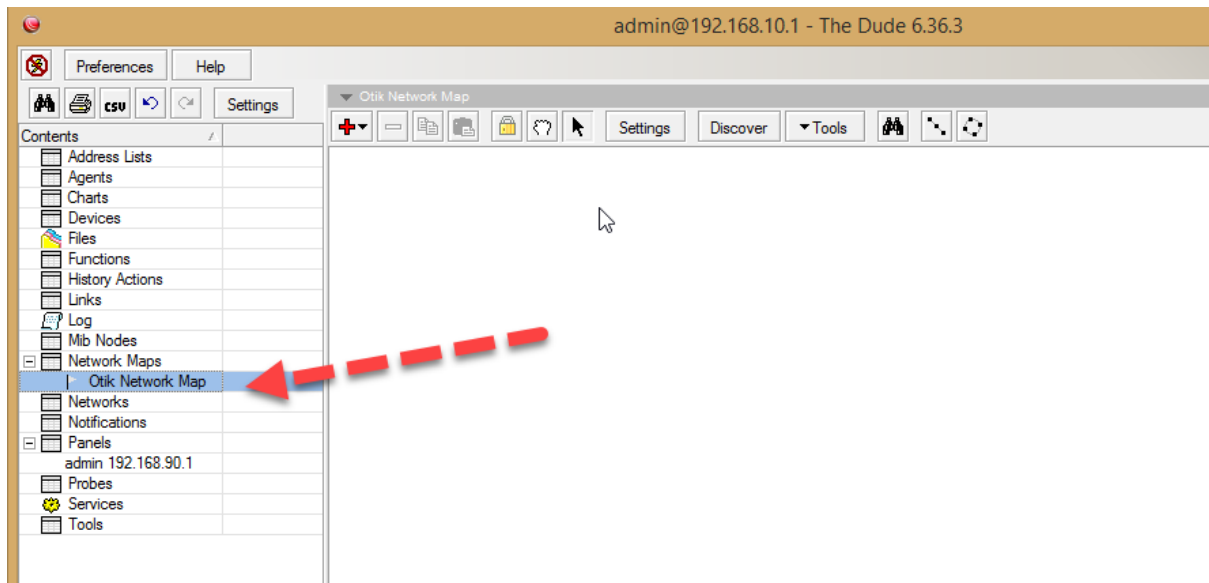 admin@192.168.10.1 - The Dude 6.36.3
Preferences Help
csv Settings
Otik Network Map
Settings Discover Tools
Contents
Address Lists
Agents
Charts
Devices
Files
Functions
History Actions
Links
Log
Mib Nodes
Network Maps
Otik Network Map
Networks
Notifications
Panels
admin 192.168.90.1
Probes
Services
Tools